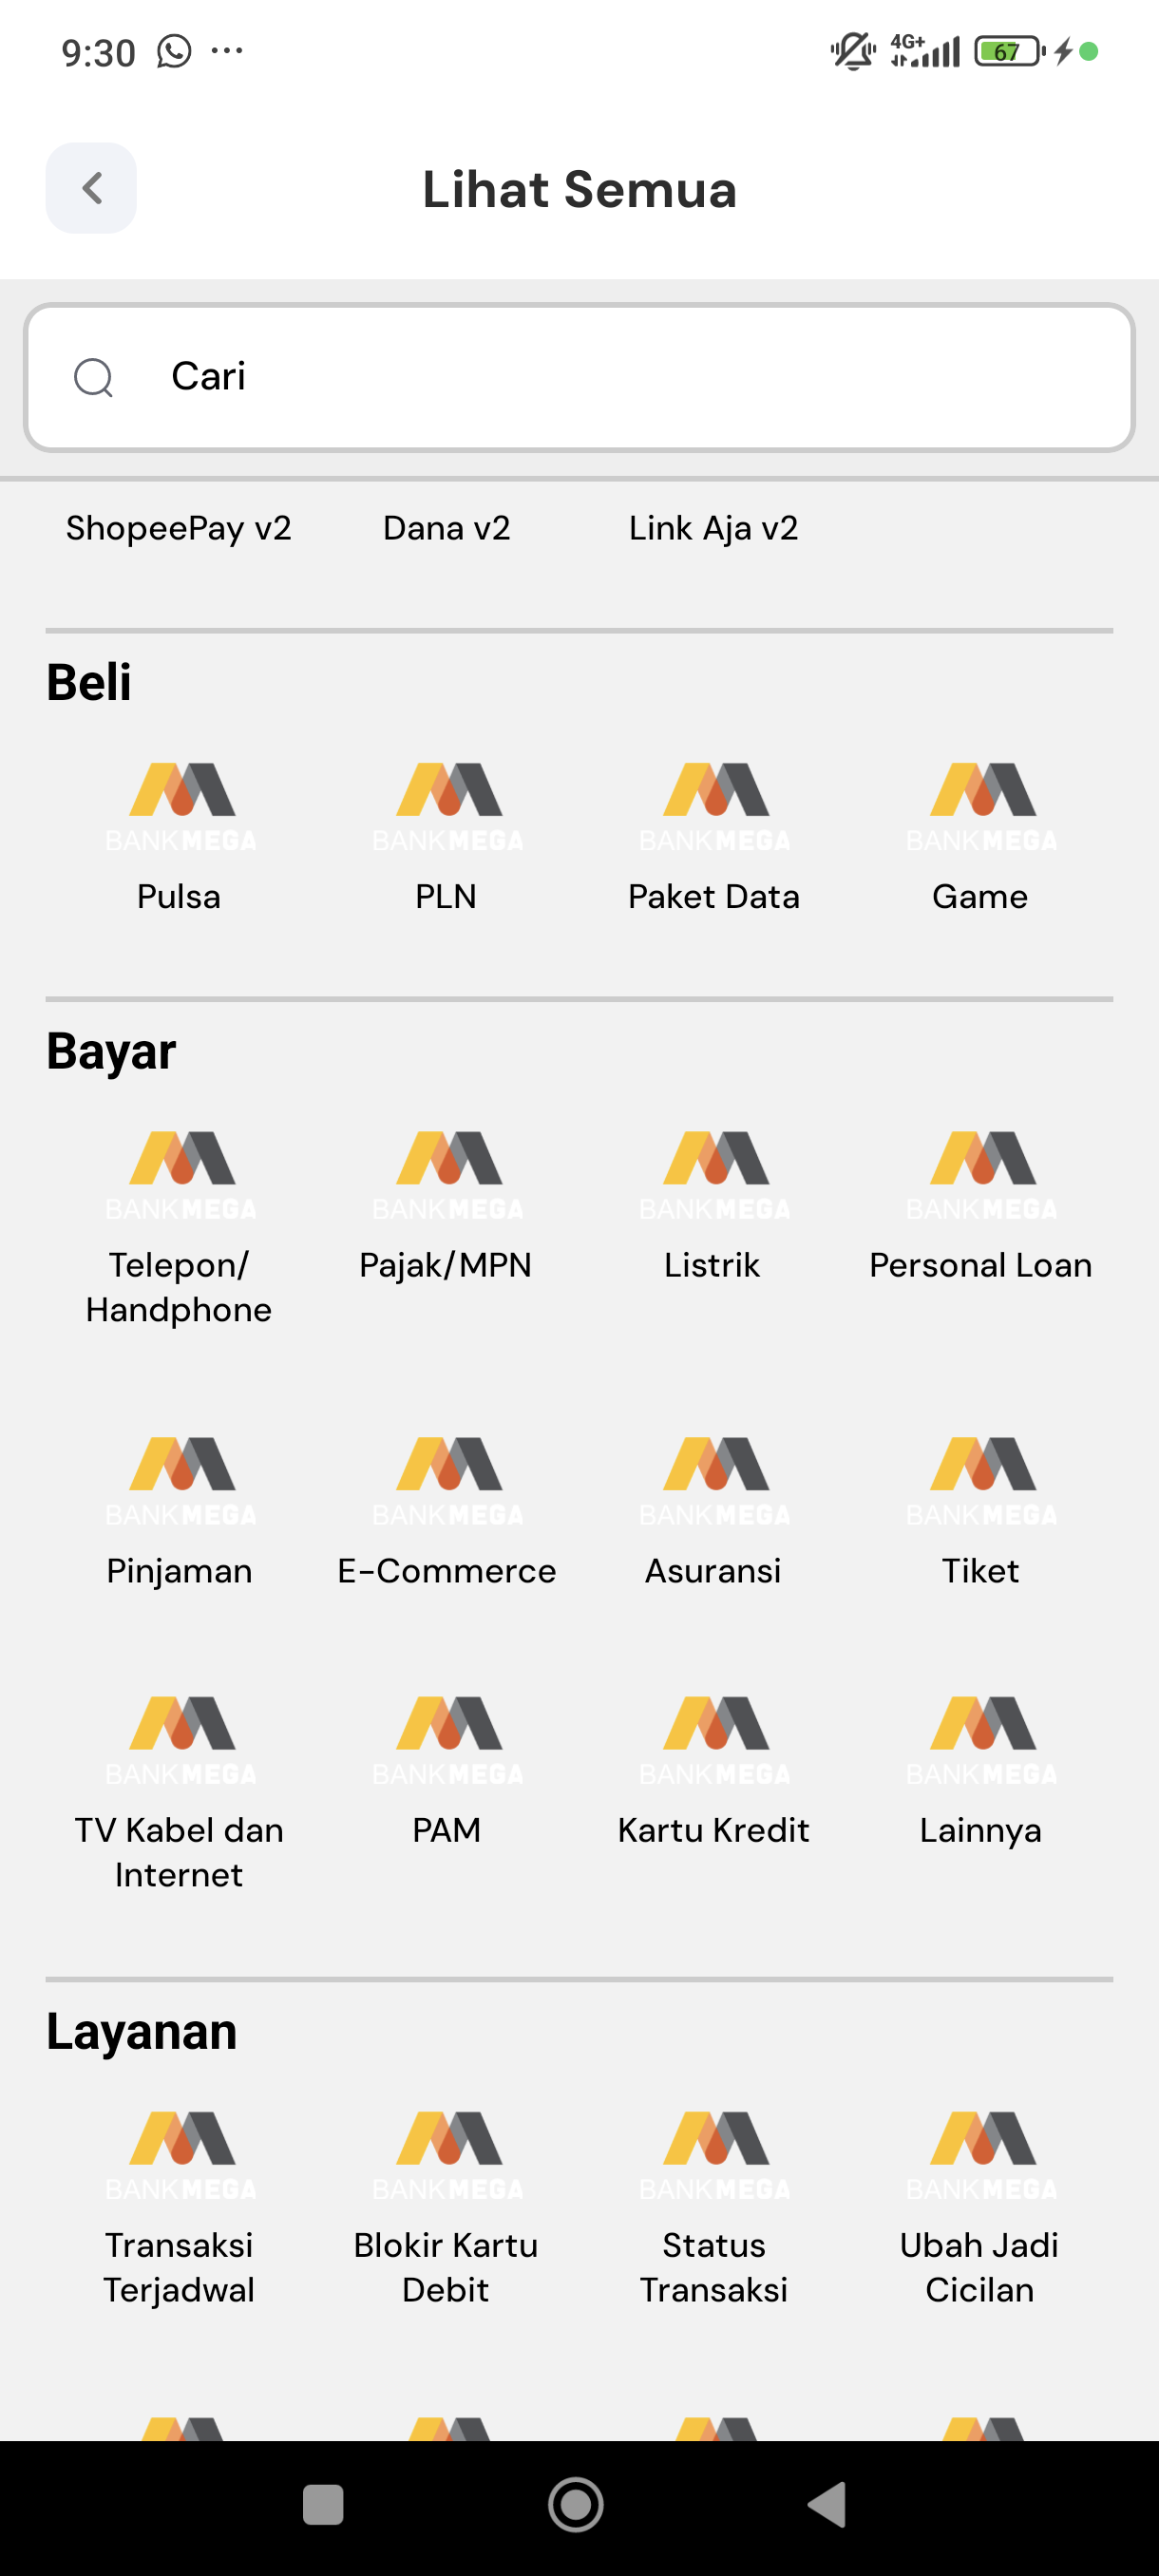 9:30
4G+
67
Lihat Semua
Cari
ShopeePay v2 Dana v2 Link Aja v2
Beli
BANKMEGA BANKMEGA BANKMEGA BANKMEGA
Pulsa PLN Paket Data Game
Bayar
BANKMEGA BANKMEGA BANKMEGA BANKMEGA
Telepon/ Pajak/MPN Listrik Personal Loan
Handphone
BANKMEGA BANKMEGA BANKMEGA BANKMEGA
Pinjaman E-Commerce Asuransi Tiket
BANKMEGA BANKMEGA BANKMEGA BANKMEGA
TV Kabel dan PAM Kartu Kredit Lainnya
Internet
Layanan
BANKMEGA BANKMEGA BANKMEGA BANKMEGA
Transaksi Blokir Kartu Status Ubah Jadi
Terjadwal Debit Transaksi Cicilan